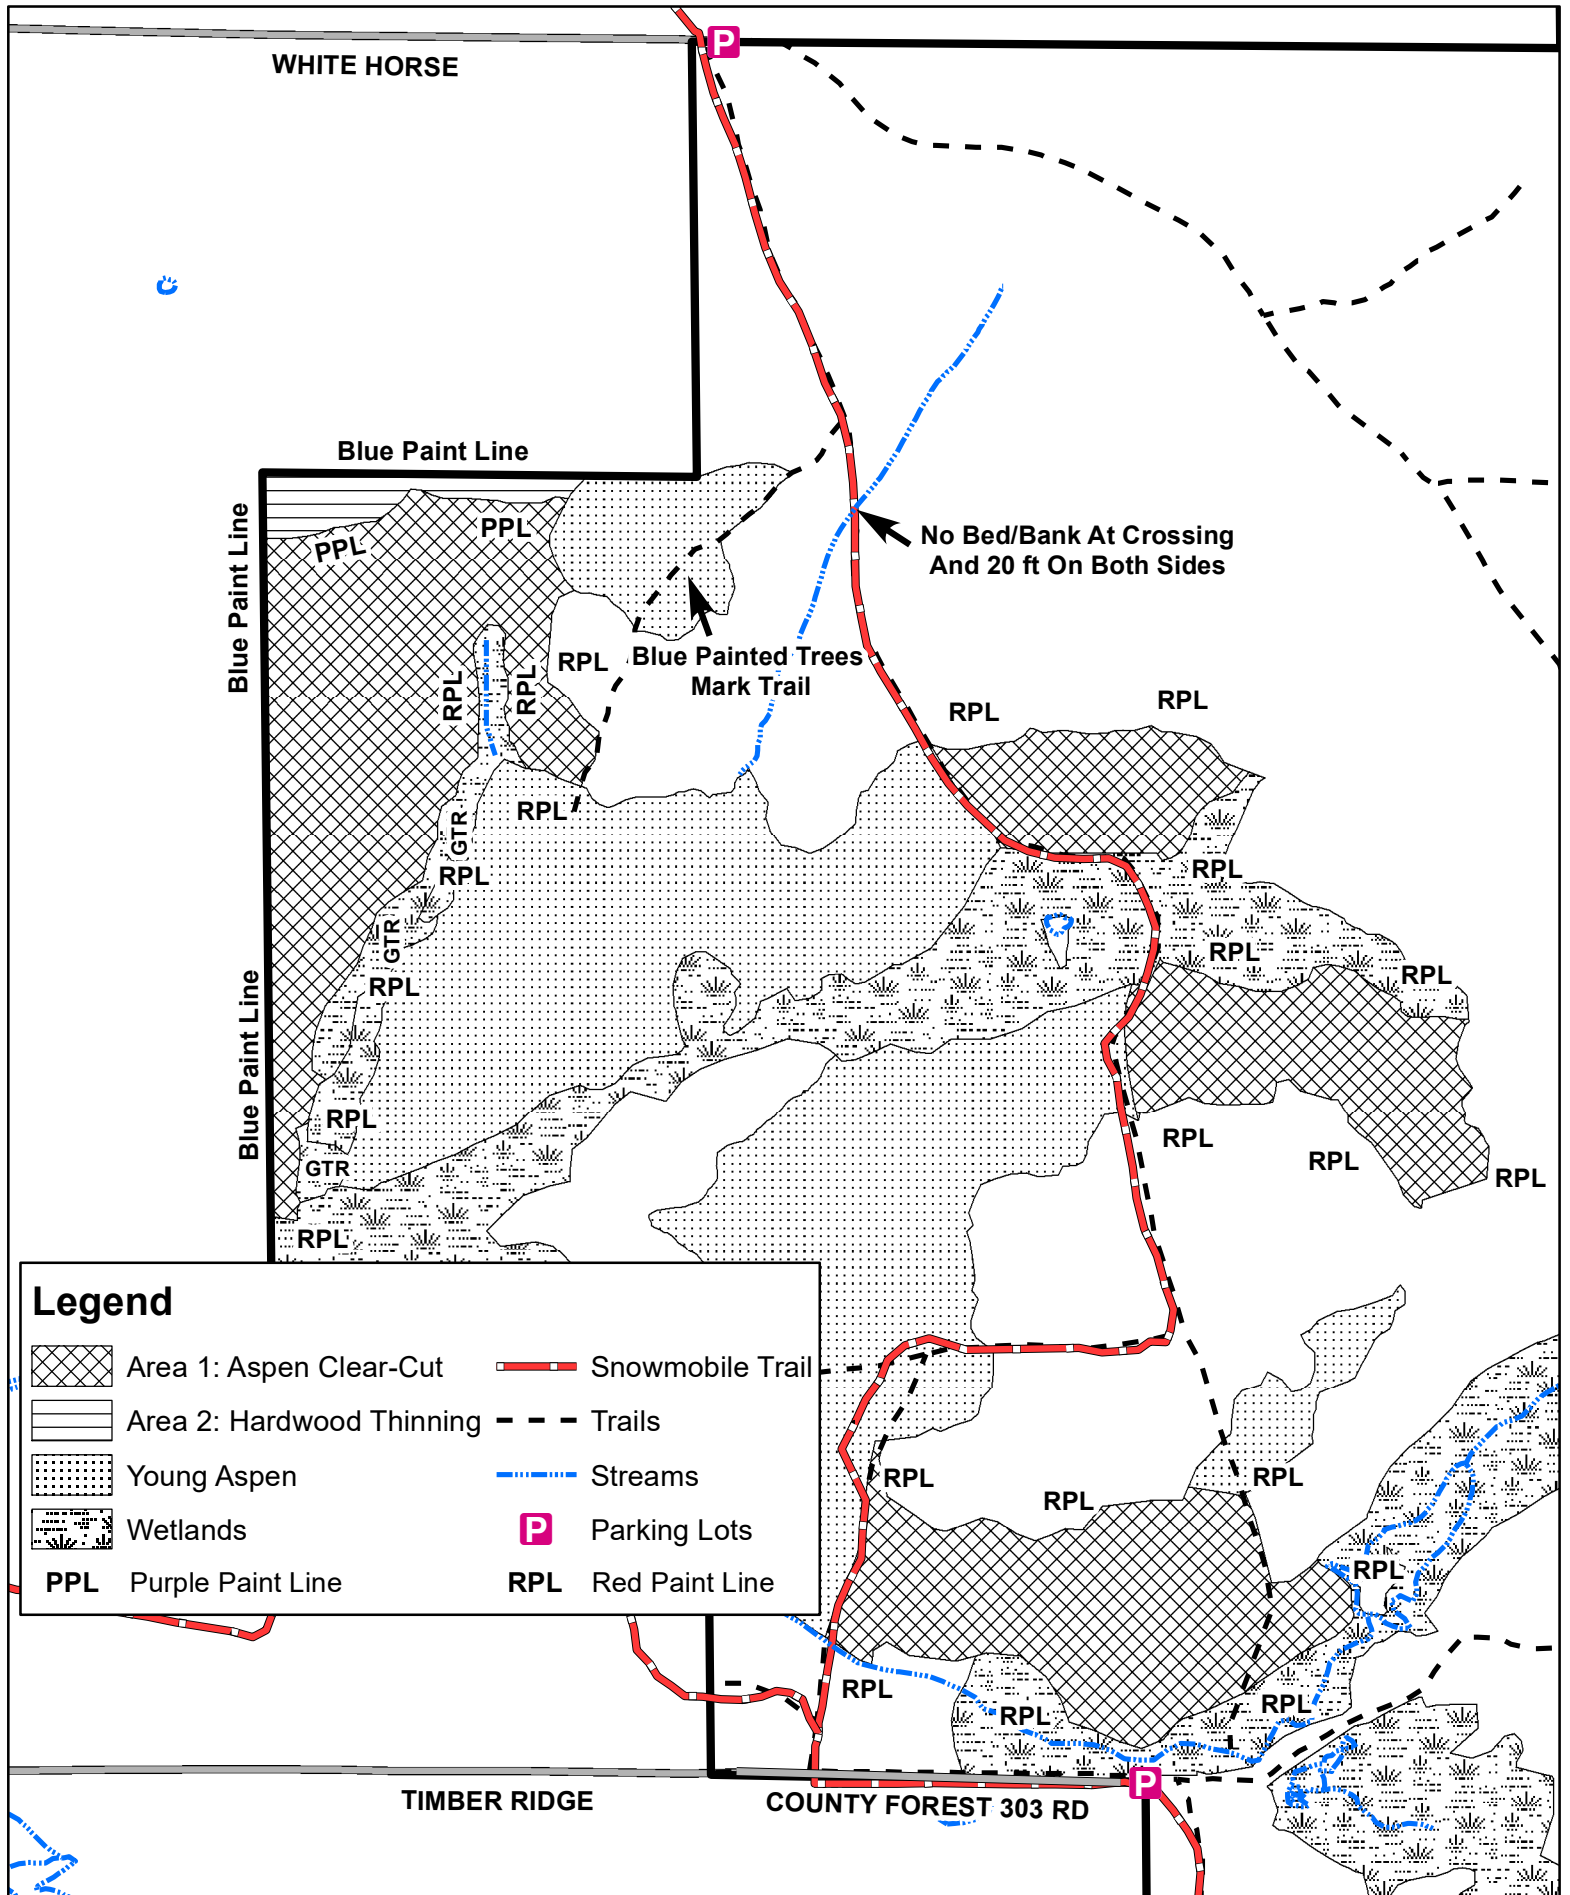 P
WHITE HORSE
Blue Paint Line
Blue Paint Line
PPL
PPL
No Bed/Bank At Crossing
And 20 ft On Both Sides
RPL
RPL
RPL
Blue Painted Trees
Mark Trail
RPL
RPL
RPL
GTR
RPL
RPL
GTR
RPL
RPL
RPL
Blue Paint Line
RPL
RPL
RPL
GTR
RPL
RPL
RPL
Legend
Area 1: Aspen Clear-Cut
Snowmobile Trail
Area 2: Hardwood Thinning
Trails
Young Aspen
Streams
Wetlands
P
Parking Lots
PPL
Purple Paint Line
RPL
Red Paint Line
RPL
RPL
RPL
RPL
RPL
RPL
RPL
P
TIMBER RIDGE
COUNTY FOREST 303 RD